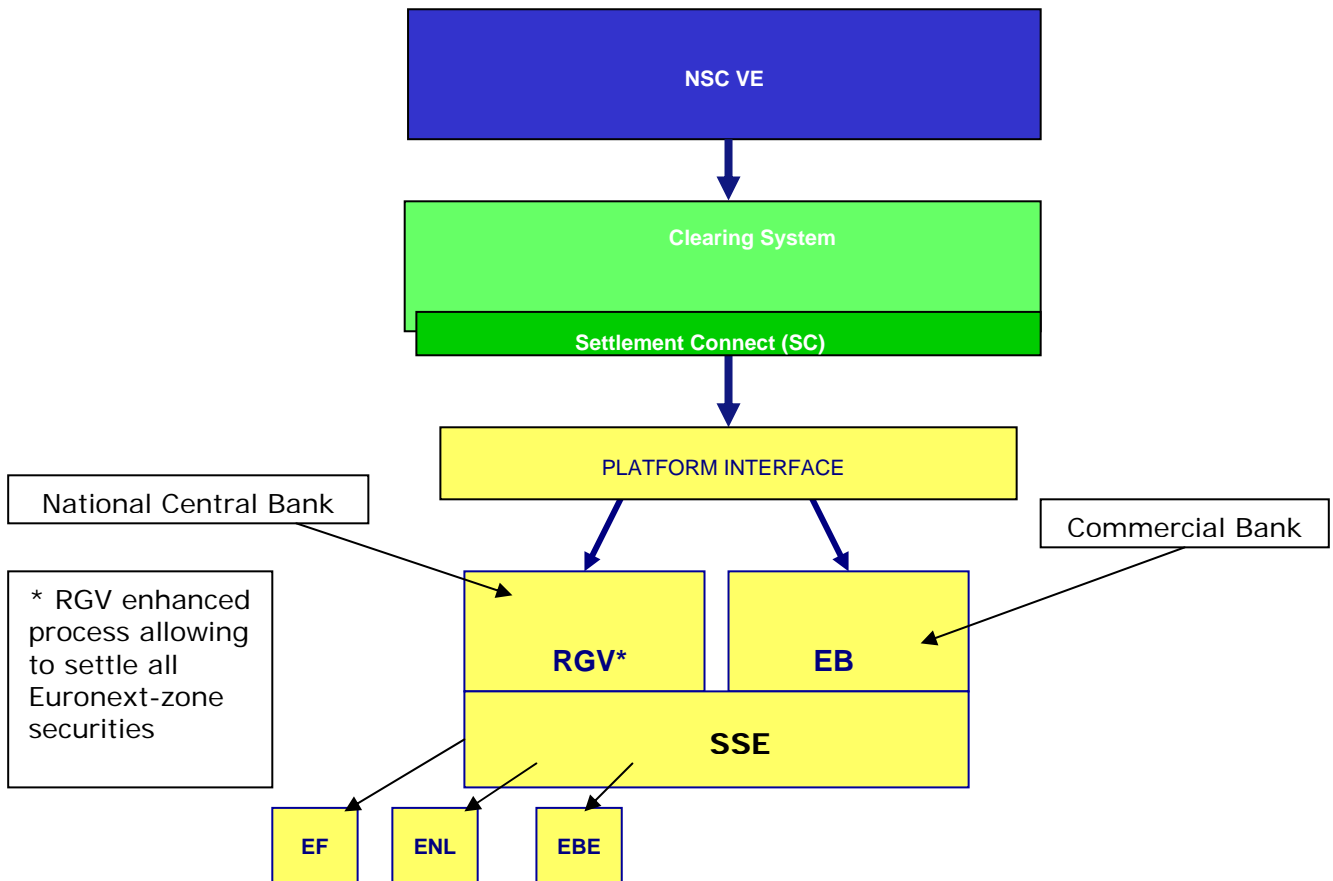 NSC VE
Clearing System
Settlement Connect (SC)
PLATFORM INTERFACE
National Central Bank
Commercial Bank
* RGV enhanced
process allowing
to settle all
Euronext-zone
securities
RGV*
EB
SSE
EF
ENL
EBE